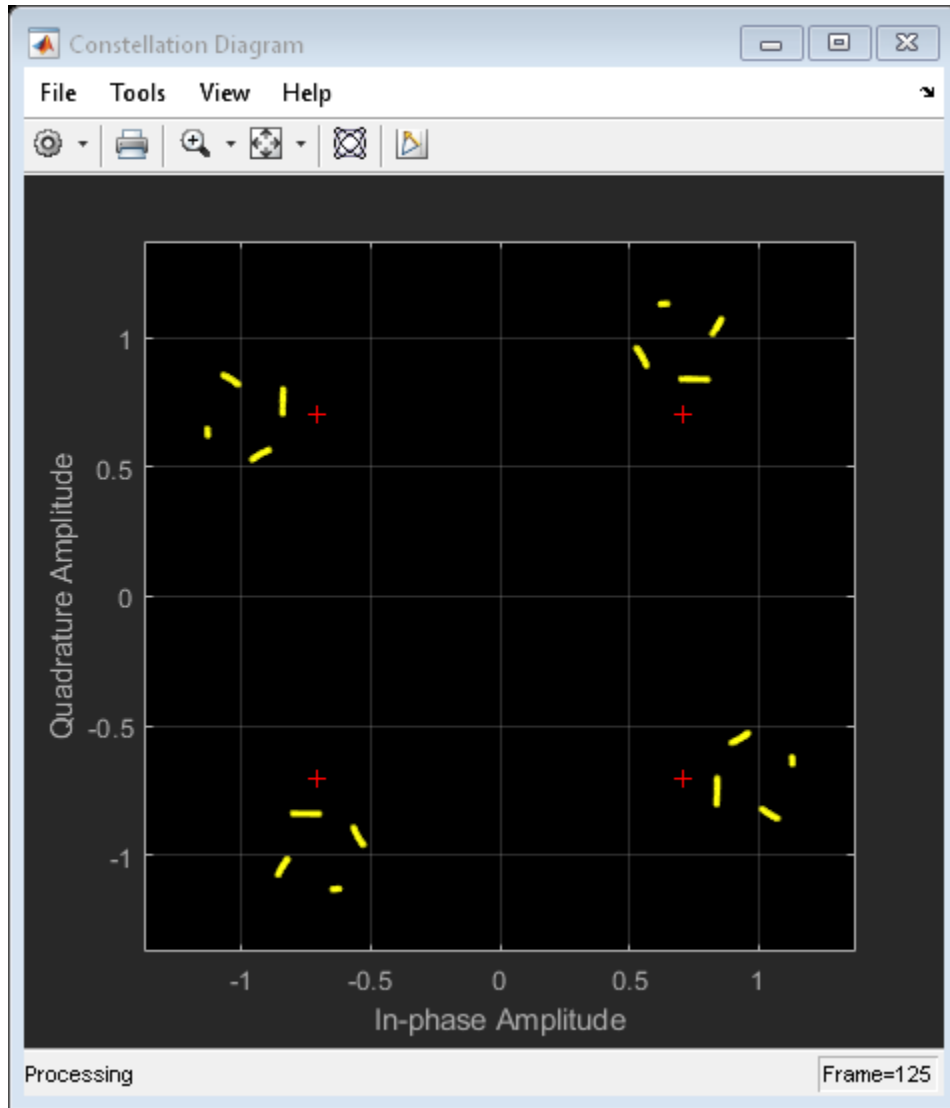 Constellation Diagram
File Tools View Help
1
0.5
0
-0.5
-1
Quadrature Amplitude
-1 -0.5 0 0.5 1
In-phase Amplitude
Processing Frame=125